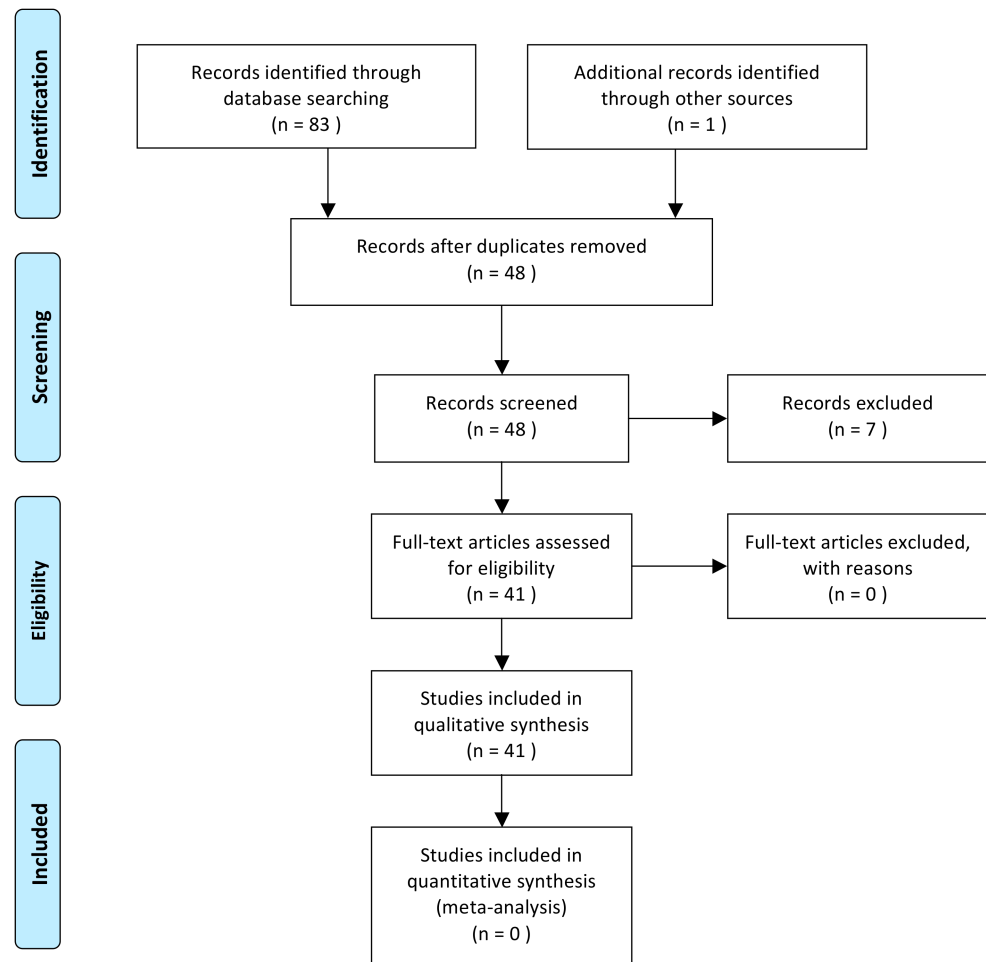 Identification
Records identified through
database searching
(n = 83 )
Additional records identified
through other sources
(n = 1 )
Records after duplicates removed
(n = 48 )
Screening
Records screened
(n = 48 )
Records excluded
(n = 7 )
Eligibility
Full-text articles assessed
for eligibility
(n = 41 )
Full-text articles excluded,
with reasons
(n = 0 )
Studies included in
qualitative synthesis
(n = 41 )
Included
Studies included in
quantitative synthesis
(meta-analysis)
(n = 0 )